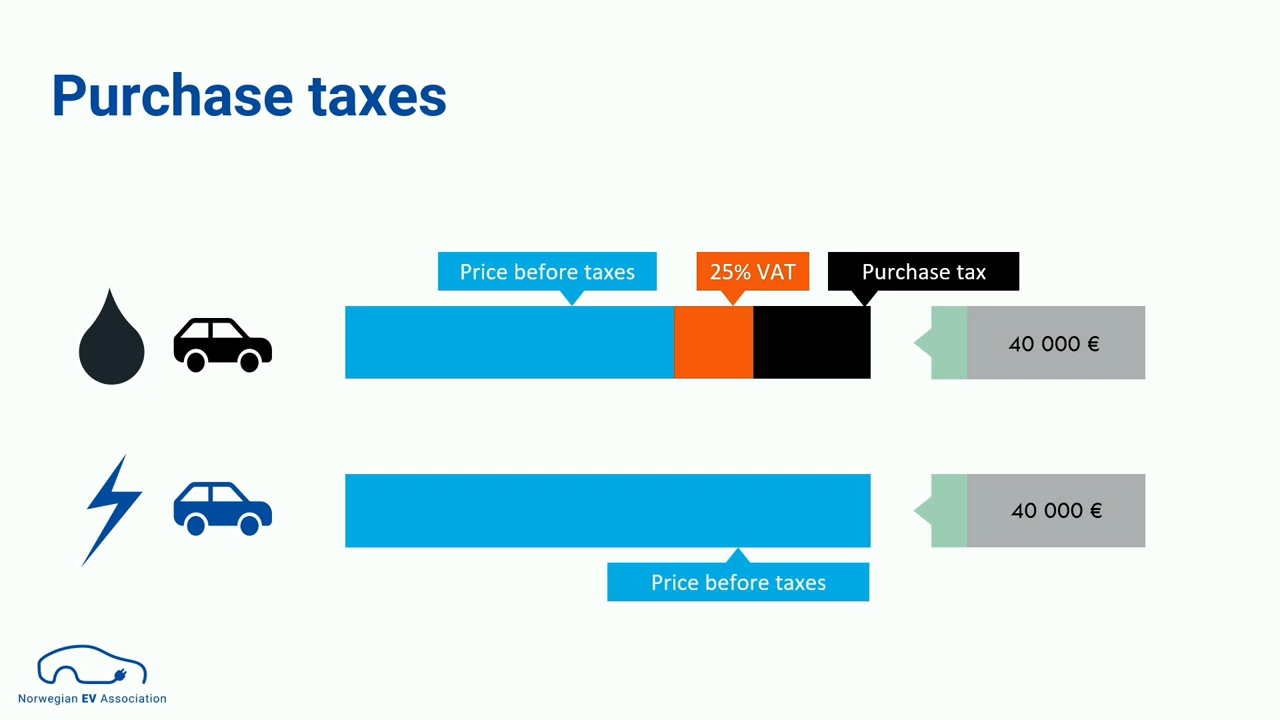 Purchase taxes
Price before taxes
25% VAT
Purchase tax
40 000 €
40 000 €
Price before taxes
Norwegian EV Association